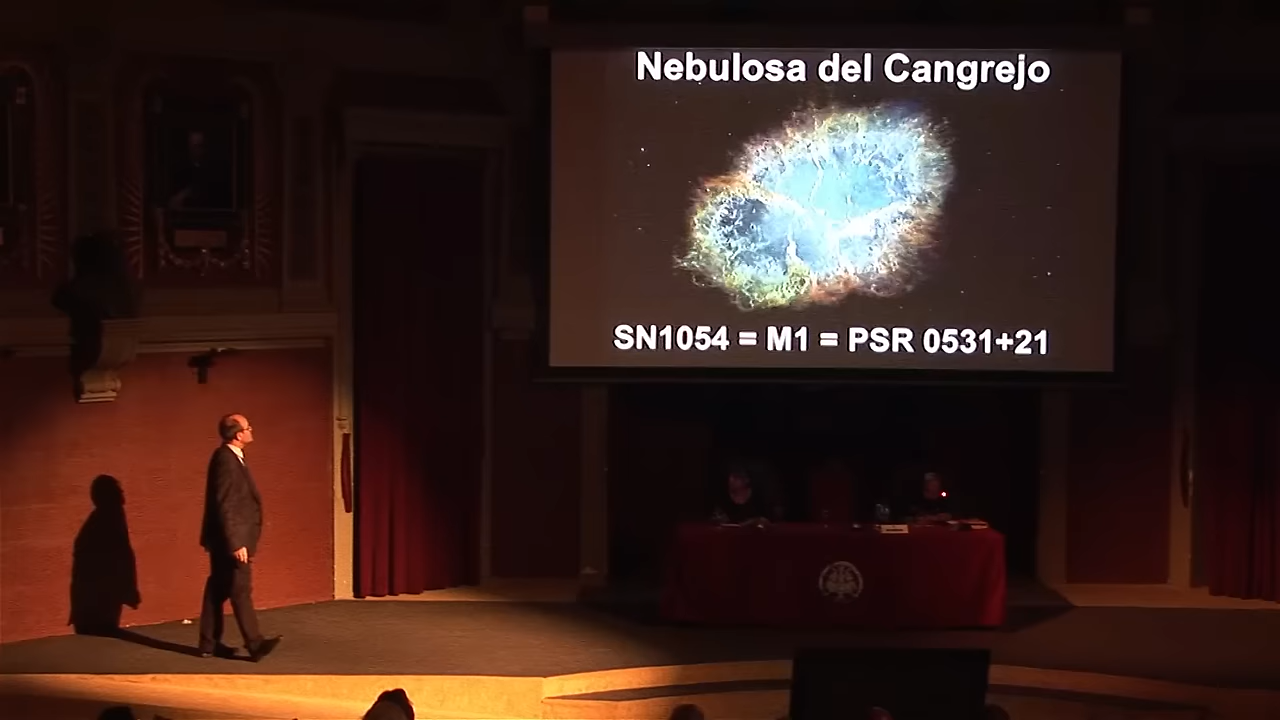 Nebulosa del Cangrejo
SN1054 = M1 = PSR 0531+21